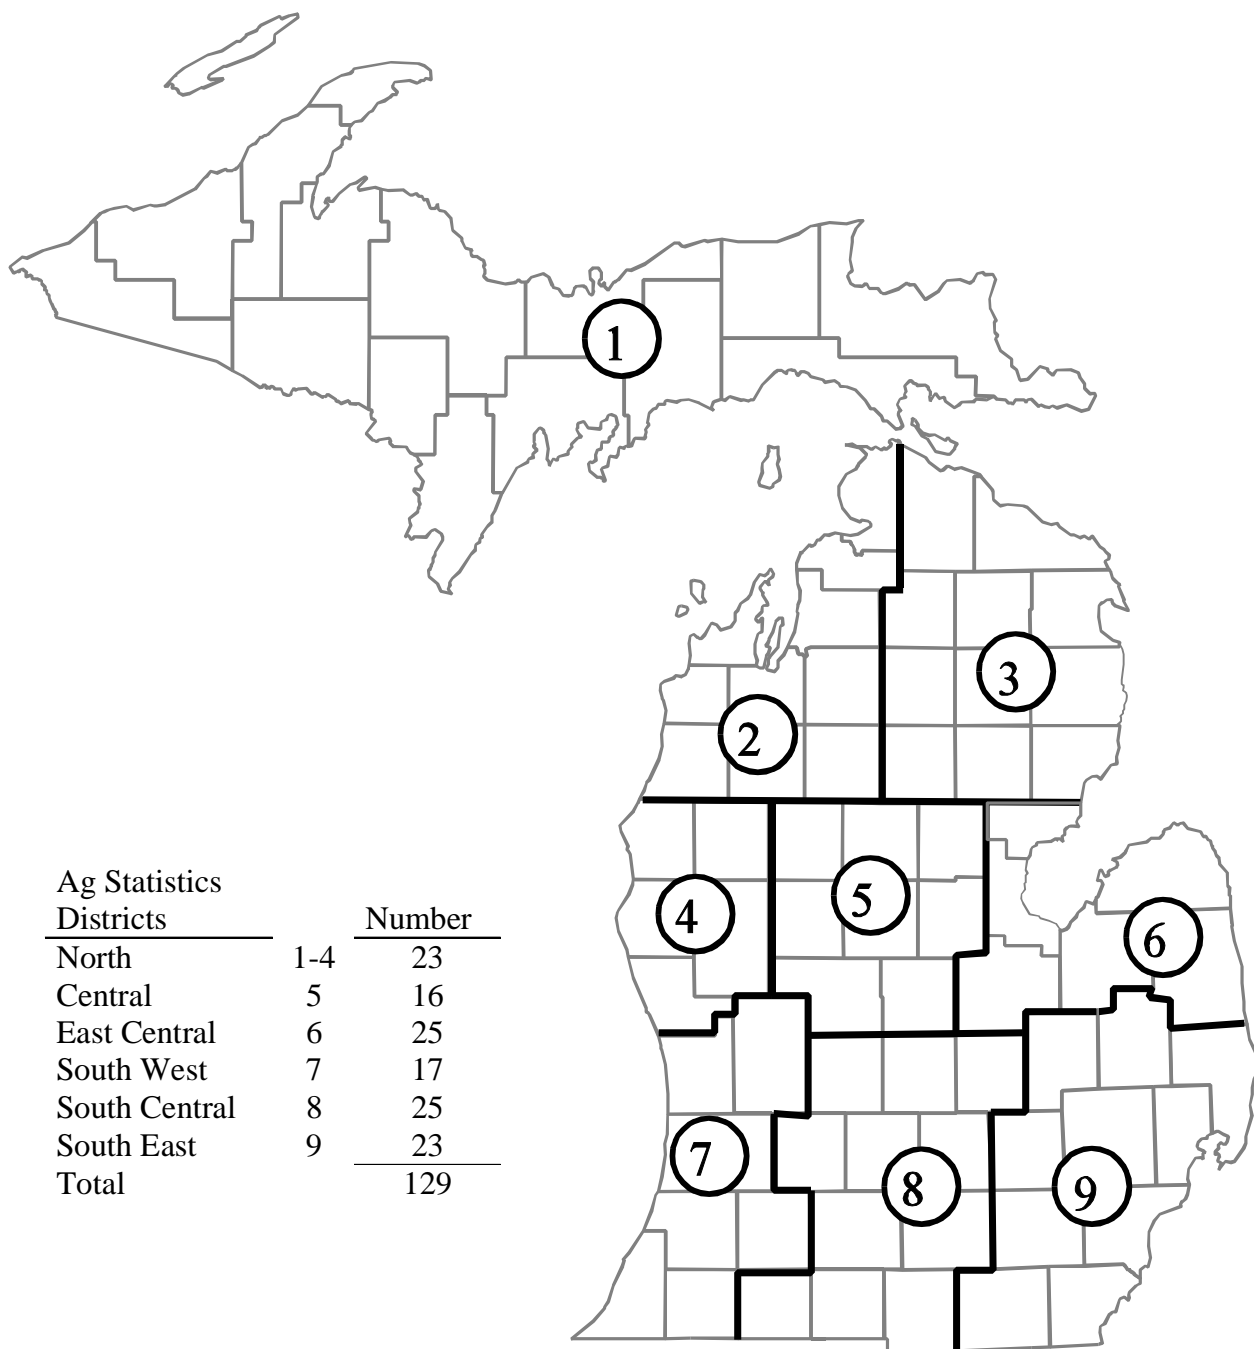 1
2
3
4
5
6
7
8
9
Ag Statistics
Districts Number
North 1-4 23
Central 5 16
East Central 6 25
South West 7 17
South Central 8 25
South East 9 23
Total 129